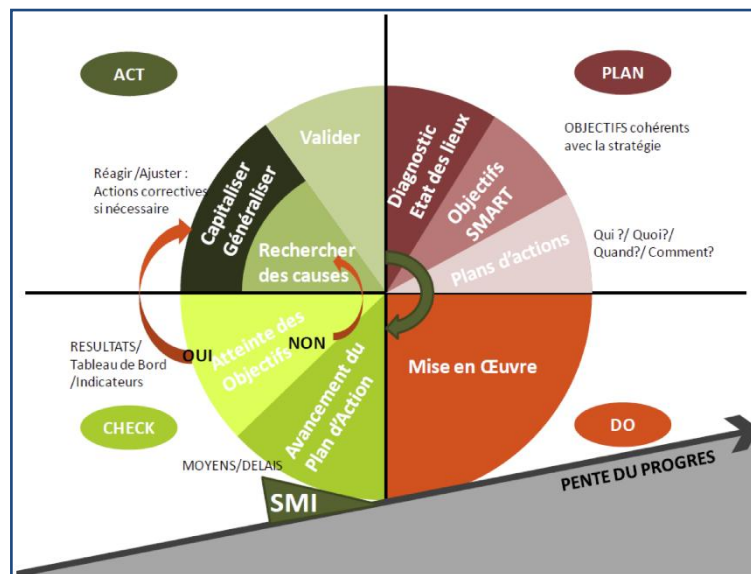 ACT
PLAN
OBJECTIFS cohérents
avec la stratégie
Valider
Diagnostic
Etat des lieux
Objectifs
SMART
Plans d'actions
Qui ?/ Quoi?/
Quand?/ Comment?
Réagir /Ajuster :
Actions correctives
si nécessaire
Capitaliser
Généraliser
Rechercher
des causes
RESULTATS/
Tableau de Bord
/Indicateurs
OUI
Atteinte des
Objectifs
NON
Mise en Œuvre
Avancement du
Plan d'Action
CHECK
DO
MOYENS/DELAIS
SMI
PENTE DU PROGRES